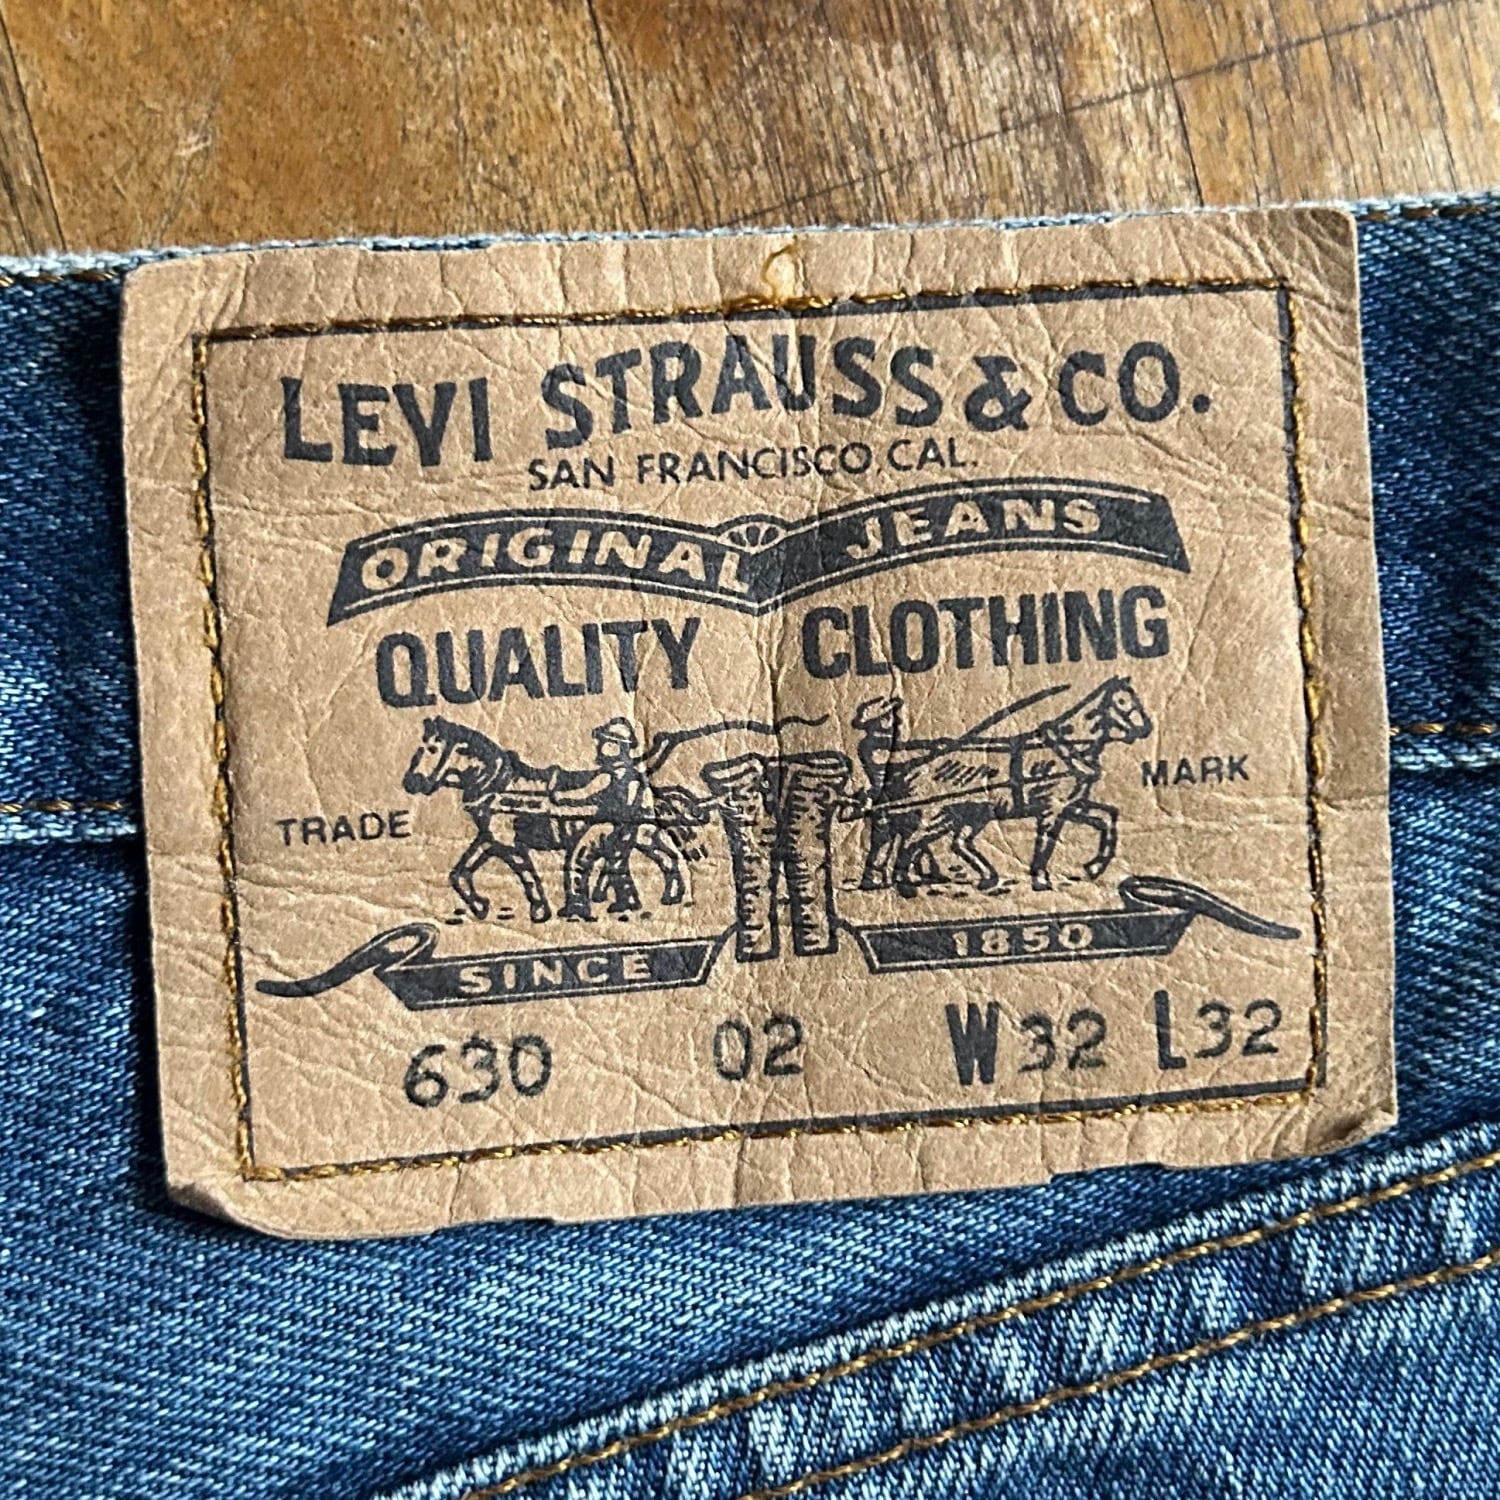 LEVI STRAUSS & CO.
SAN FRANCISCO, CAL.
ORIGINAL JEANS
QUALITY CLOTHING
TRADE MARK
SINCE 1850
630 02 W32 L32